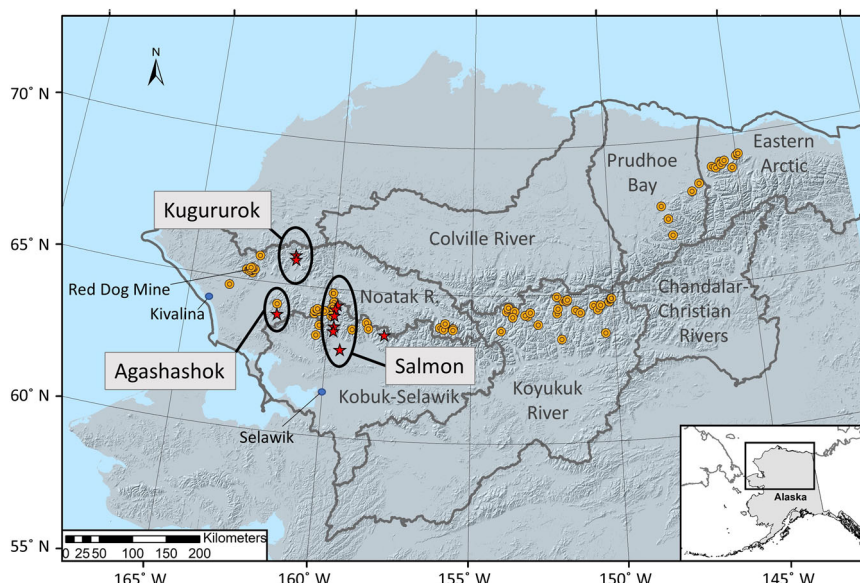 N
70° N
65° N
60° N
55° N
Eastern
Arctic
Prudhoe
Bay
Kugururok
Colville River
Red Dog Mine
Kivalina
Noatak R.
Chandalar-
Christian
Rivers
Agashashok
Salmon
Kobuk-Selawik
Koyukuk
River
Selawik
Alaska
Kilometers
0 25 50 100 150 200
165° W
160° W
155° W
150° W
145° W